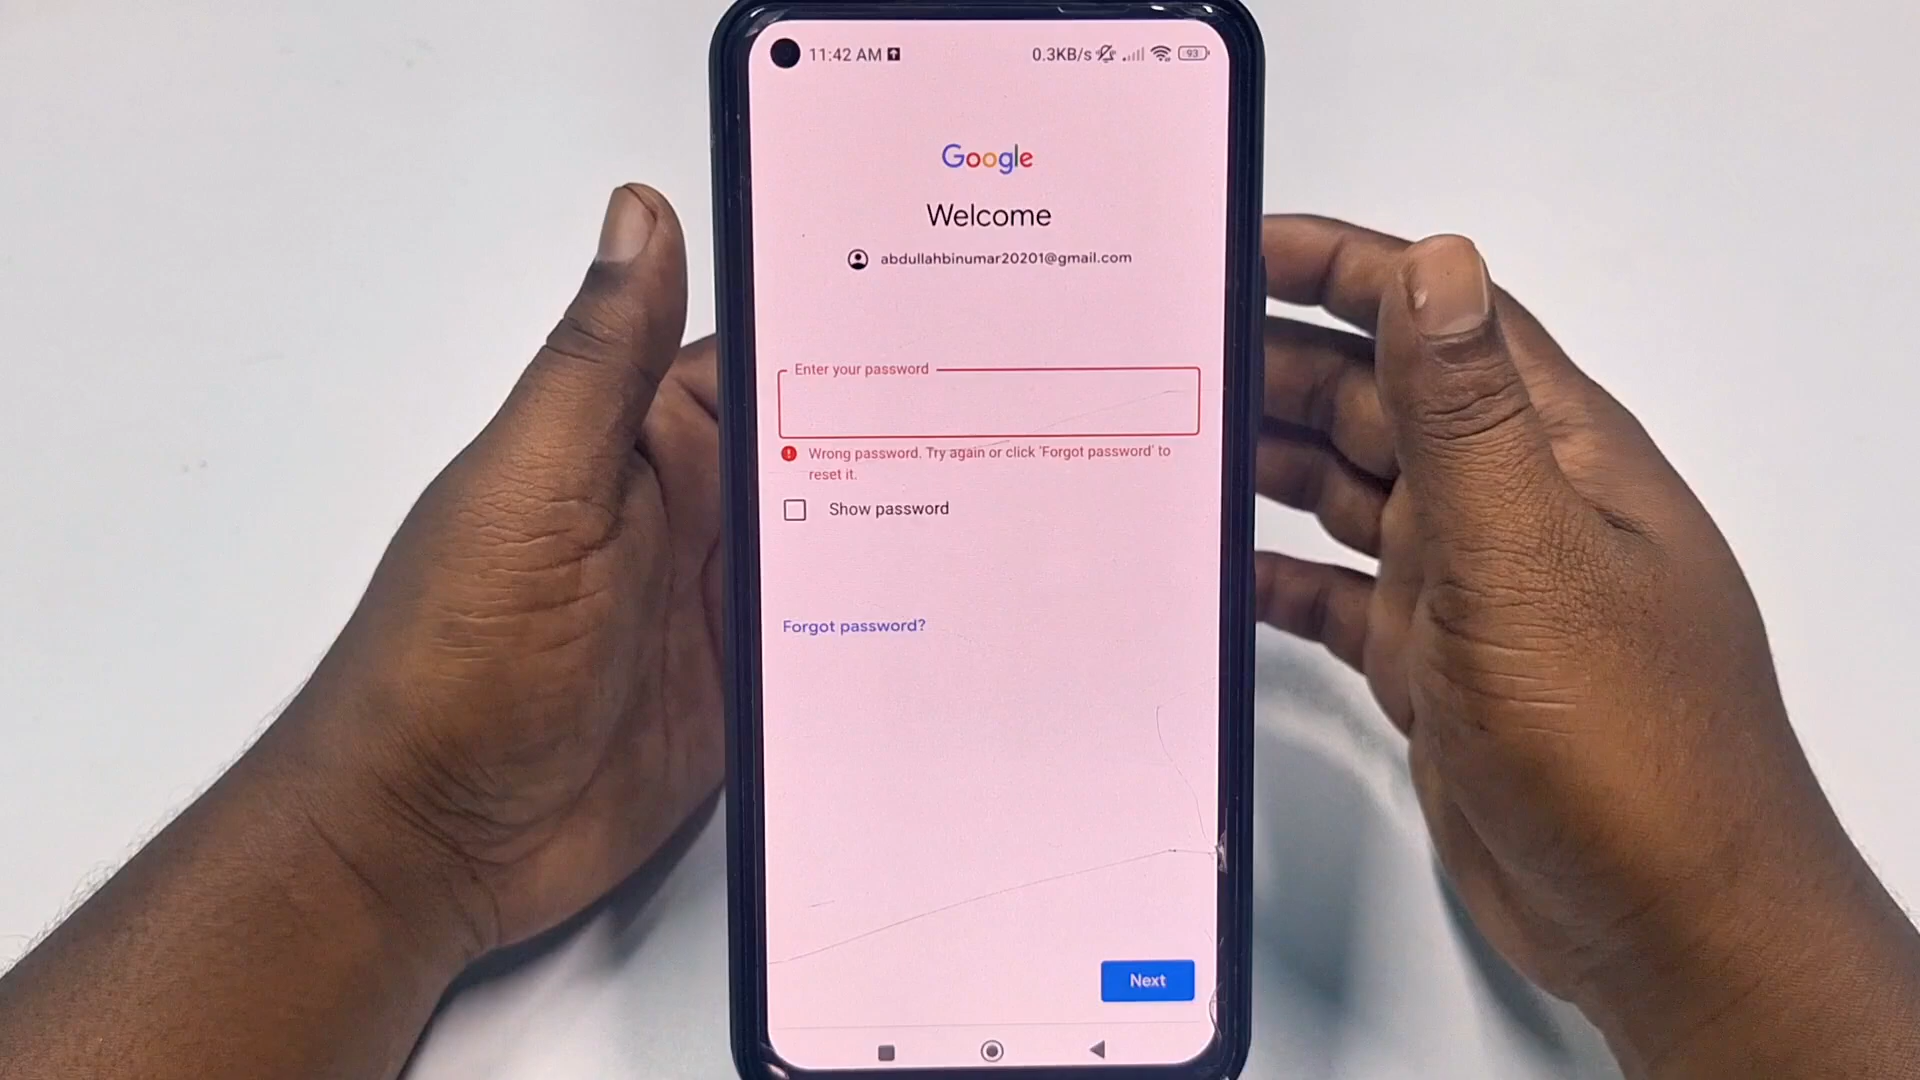 11:42 AM 0.3KB/s 93
Google
Welcome
abdullahbinumar20201@gmail.com
Enter your password
Wrong password. Try again or click 'Forgot password' to
reset it.
Show password
Forgot password?
Next